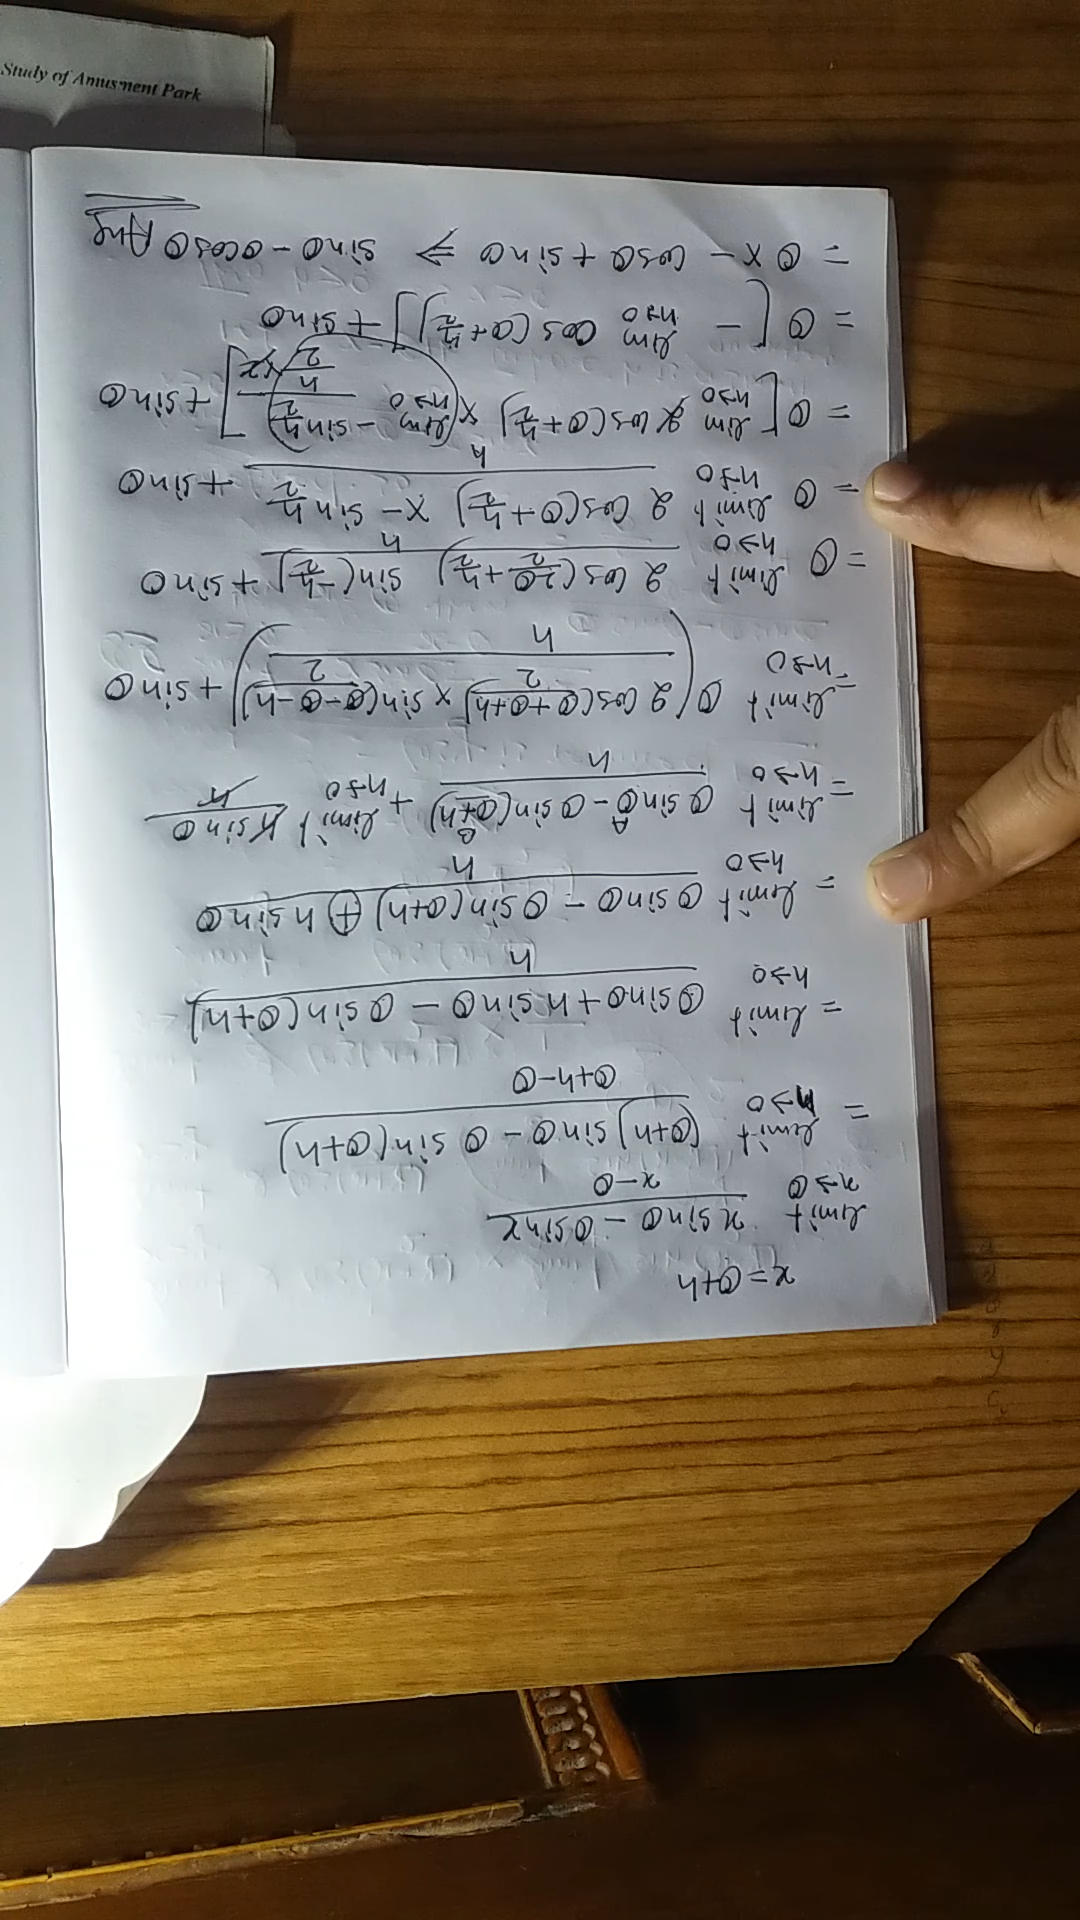 Study of Amusment Park
x = θ+h
limit x→θ x sinθ - θ sinx / x-θ
= limit h→0 (θ+h) sinθ - θ sin(θ+h) / θ+h-θ
= limit h→0 θ sinθ + h sinθ - θ sin(θ+h) / h
= limit h→0 θ sinθ - θ sin(θ+h) + h sinθ / h
= limit h→0 θ sinθ - θ sin(θ+h) / h + limit h→0 h sinθ / h
= limit h→0 θ (2 cos(θ+θ+h / 2) × sin(θ-θ-h / 2) / h) + sinθ
= θ limit h→0 2 cos(2θ/2 + h/2) sin(-h/2) / h + sinθ
= θ limit h→0 2 cos(θ+h/2) × - sin h/2 / h + sinθ
= θ [lim h→0 2 cos(θ+h/2) × lim h→0 - sin h/2 / h/2 × 2] + sinθ
= θ [- lim h→0 cos(θ+h/2)] + sinθ
= θ × - cosθ + sinθ ⇒ sinθ - θcosθ Ans